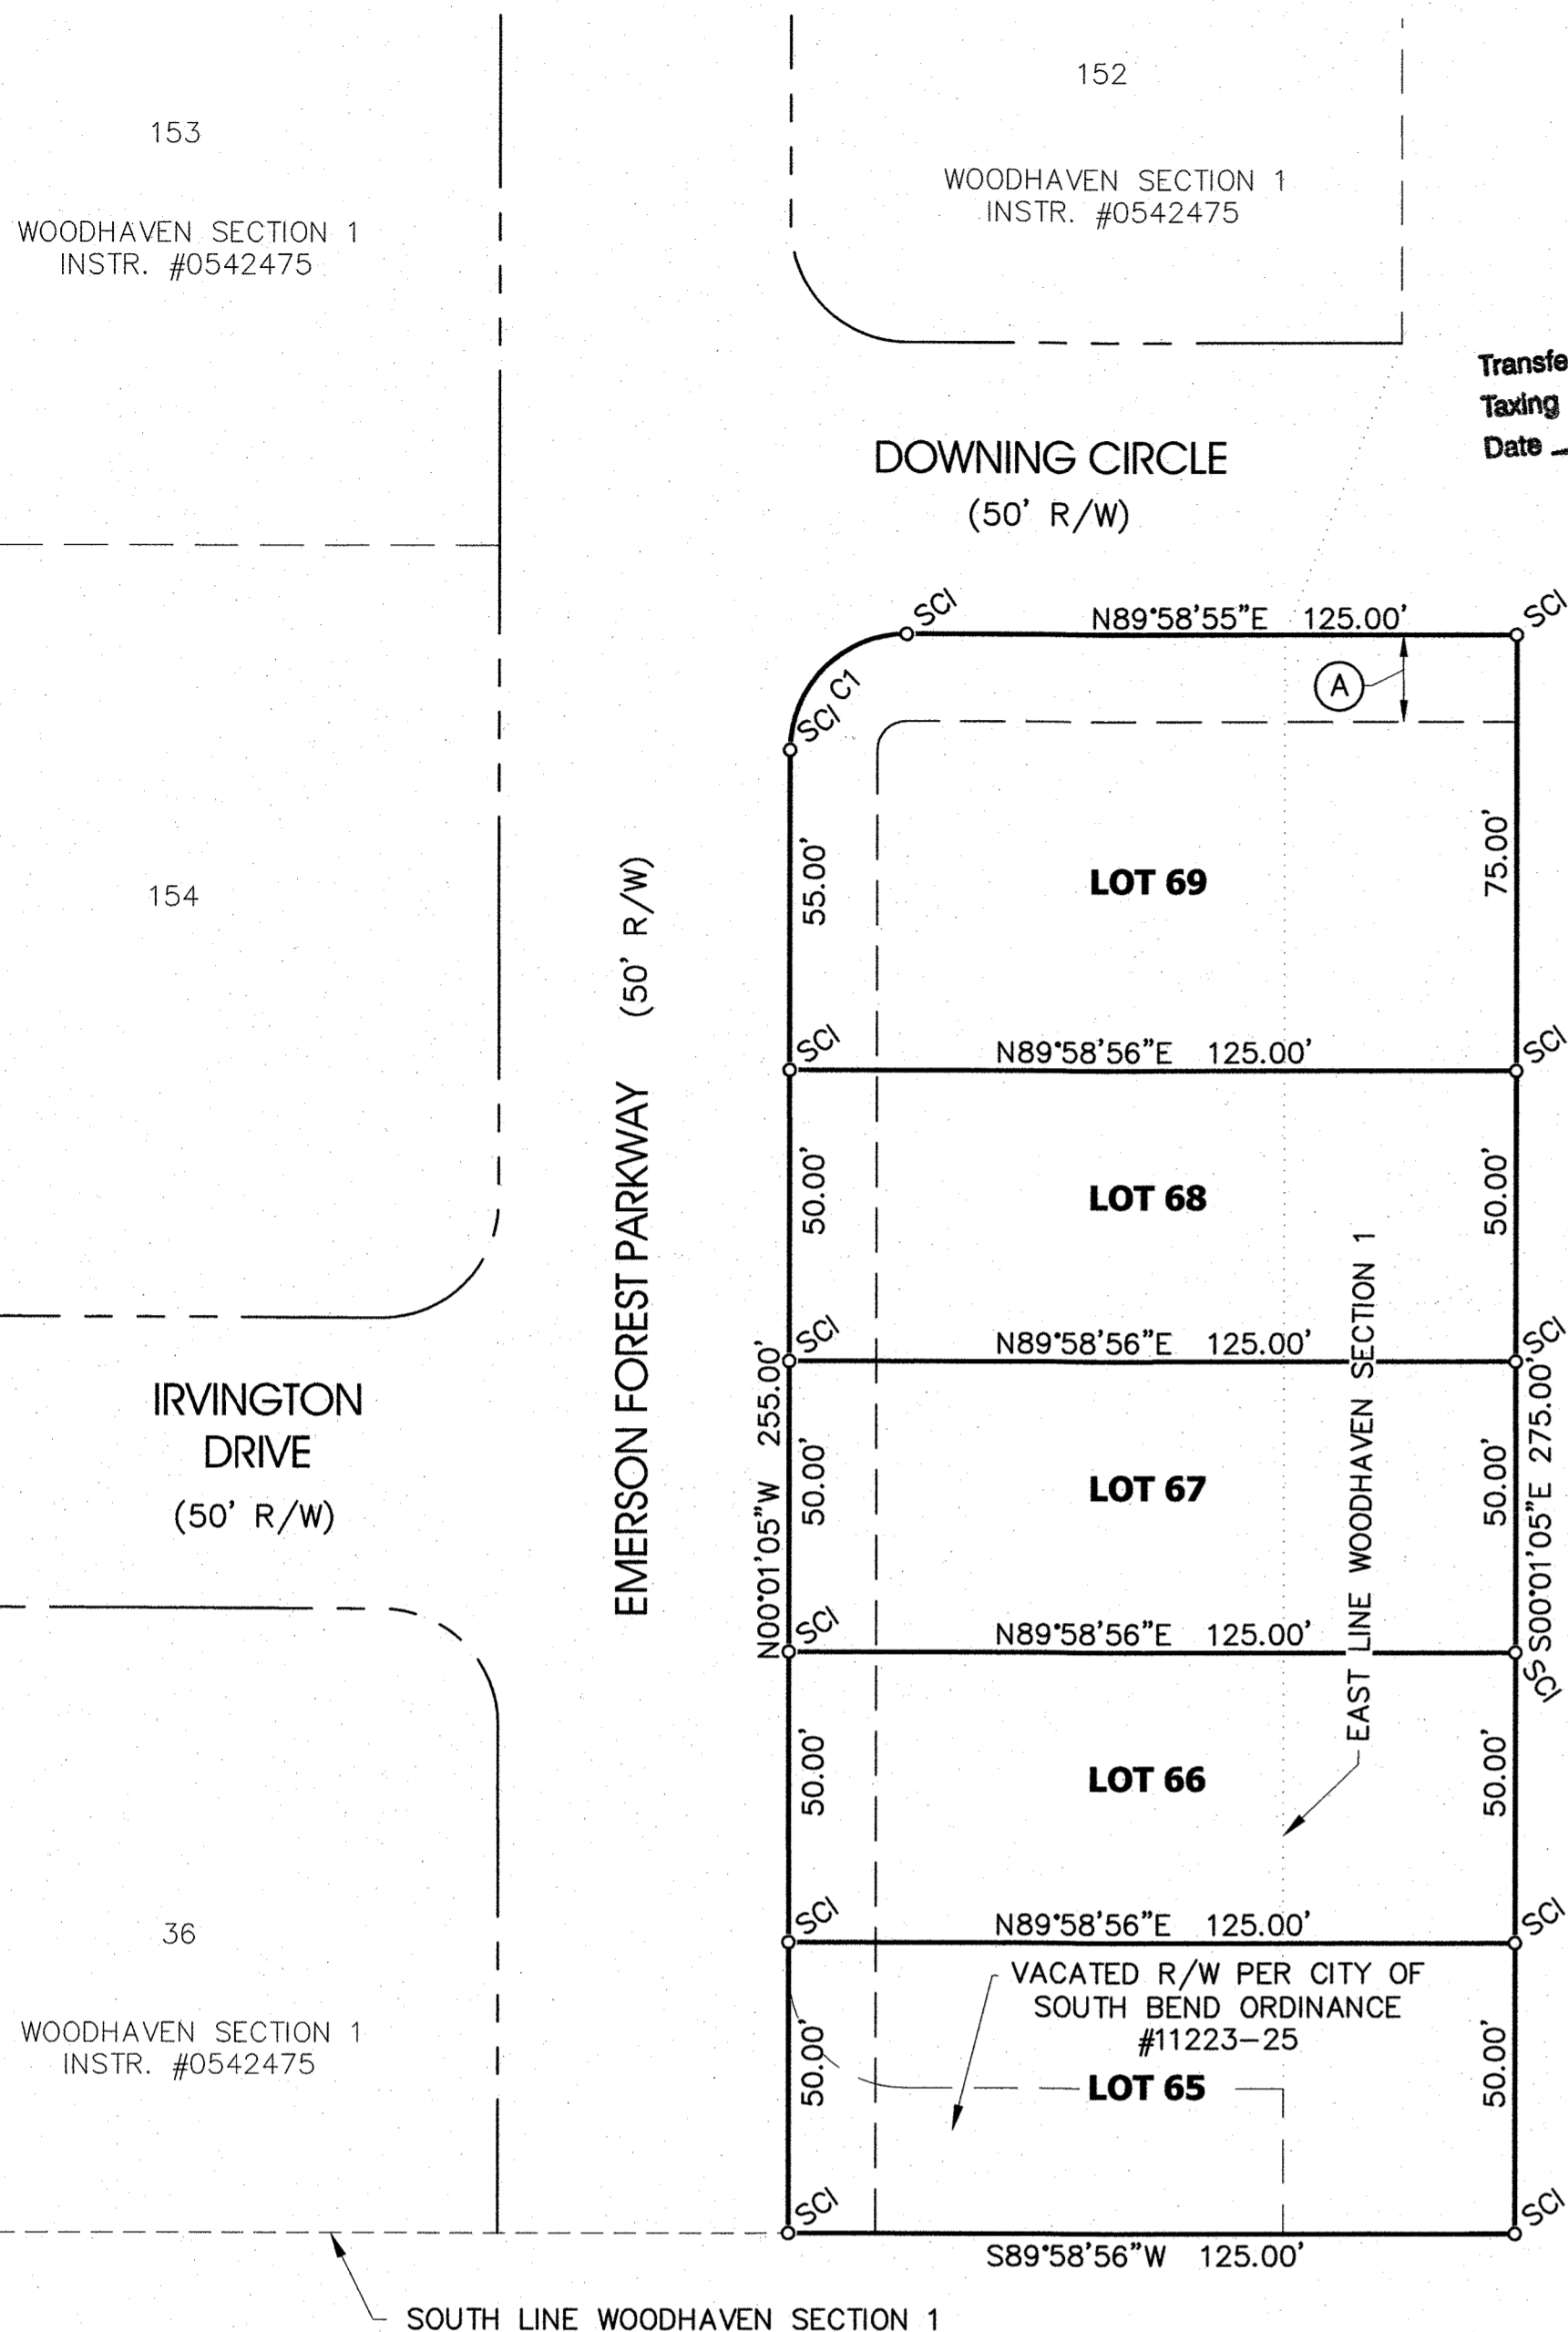 153
WOODHAVEN SECTION 1
INSTR. #0542475
152
WOODHAVEN SECTION 1
INSTR. #0542475
Transfe
Taxing
Date
DOWNING CIRCLE
(50' R/W)
SCI
N89°58'55"E 125.00'
SCI
C1
SCI
A
154
55.00'
LOT 69
75.00'
EMERSON FOREST PARKWAY (50' R/W)
SCI
N89°58'56"E 125.00'
SCI
50.00'
LOT 68
50.00'
SCI
N89°58'56"E 125.00'
SCI
IRVINGTON
DRIVE
(50' R/W)
N00°01'05"W 255.00'
50.00'
LOT 67
EAST LINE WOODHAVEN SECTION 1
50.00'
S00°01'05"E 275.00'
SCI
N89°58'56"E 125.00'
SCI
50.00'
LOT 66
50.00'
36
WOODHAVEN SECTION 1
INSTR. #0542475
SCI
N89°58'56"E 125.00'
SCI
VACATED R/W PER CITY OF
SOUTH BEND ORDINANCE
#11223-25
50.00'
LOT 65
50.00'
SCI
SCI
S89°58'56"W 125.00'
SOUTH LINE WOODHAVEN SECTION 1